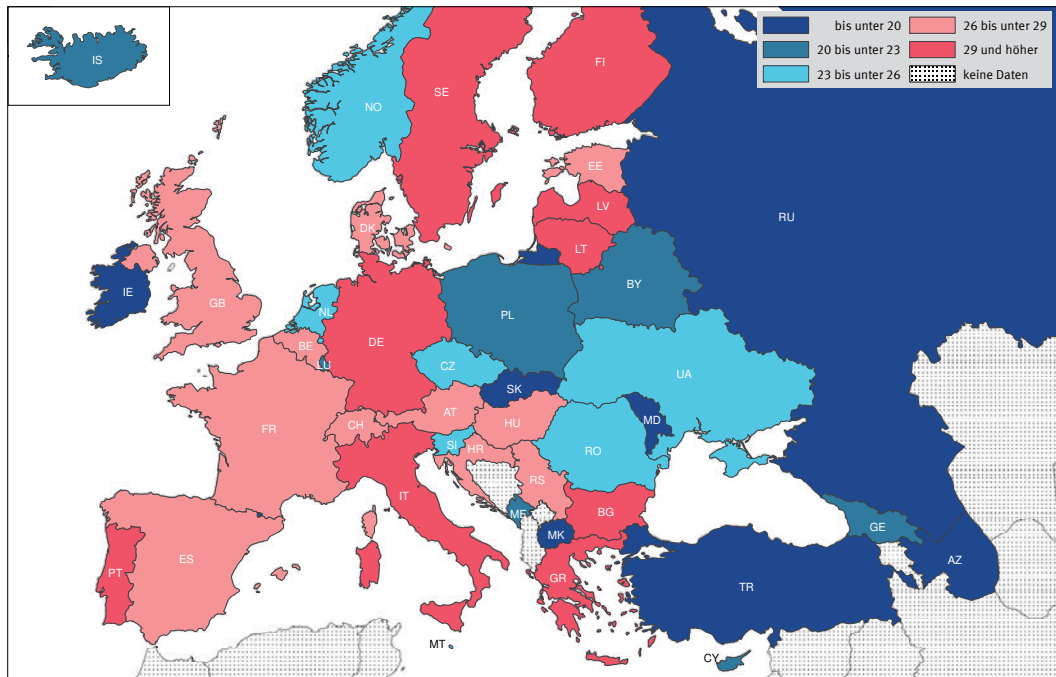 IS
bis unter 20
26 bis unter 29
20 bis unter 23
29 und höher
23 bis unter 26
keine Daten
NO
SE
FI
EE
LV
RU
DK
LT
IE
GB
BY
NL
PL
BE
DE
LU
CZ
UA
SK
AT
MD
FR
CH
HU
SI
HR
RO
RS
IT
ME
BG
MK
GE
ES
AZ
PT
GR
TR
MT
CY